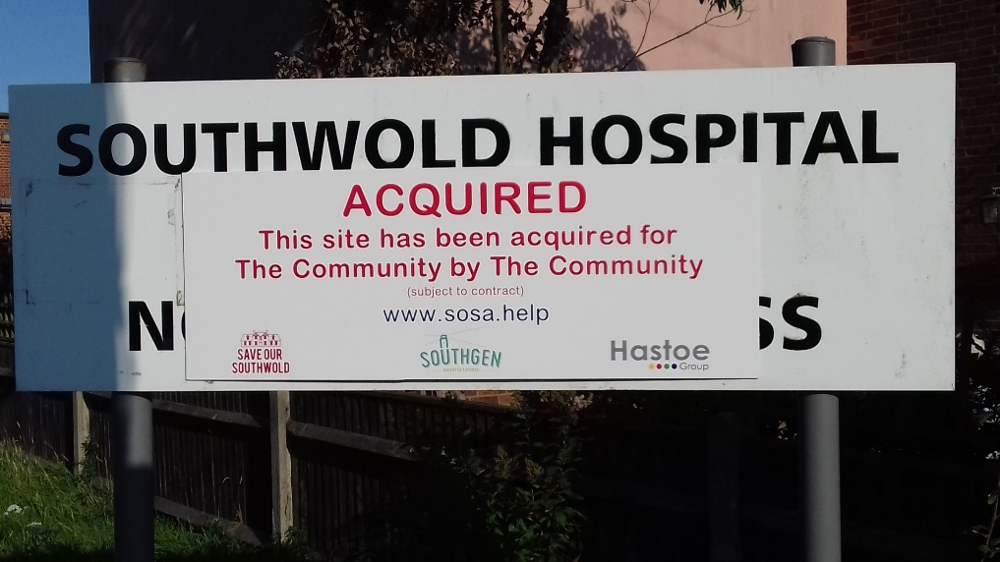 SOUTHWOLD HOSPITAL
ACQUIRED
This site has been acquired for
The Community by The Community
(subject to contract)
www.sosa.help
SAVE OUR
SOUTHWOLD
SOUTHGEN
Hastoe
Group